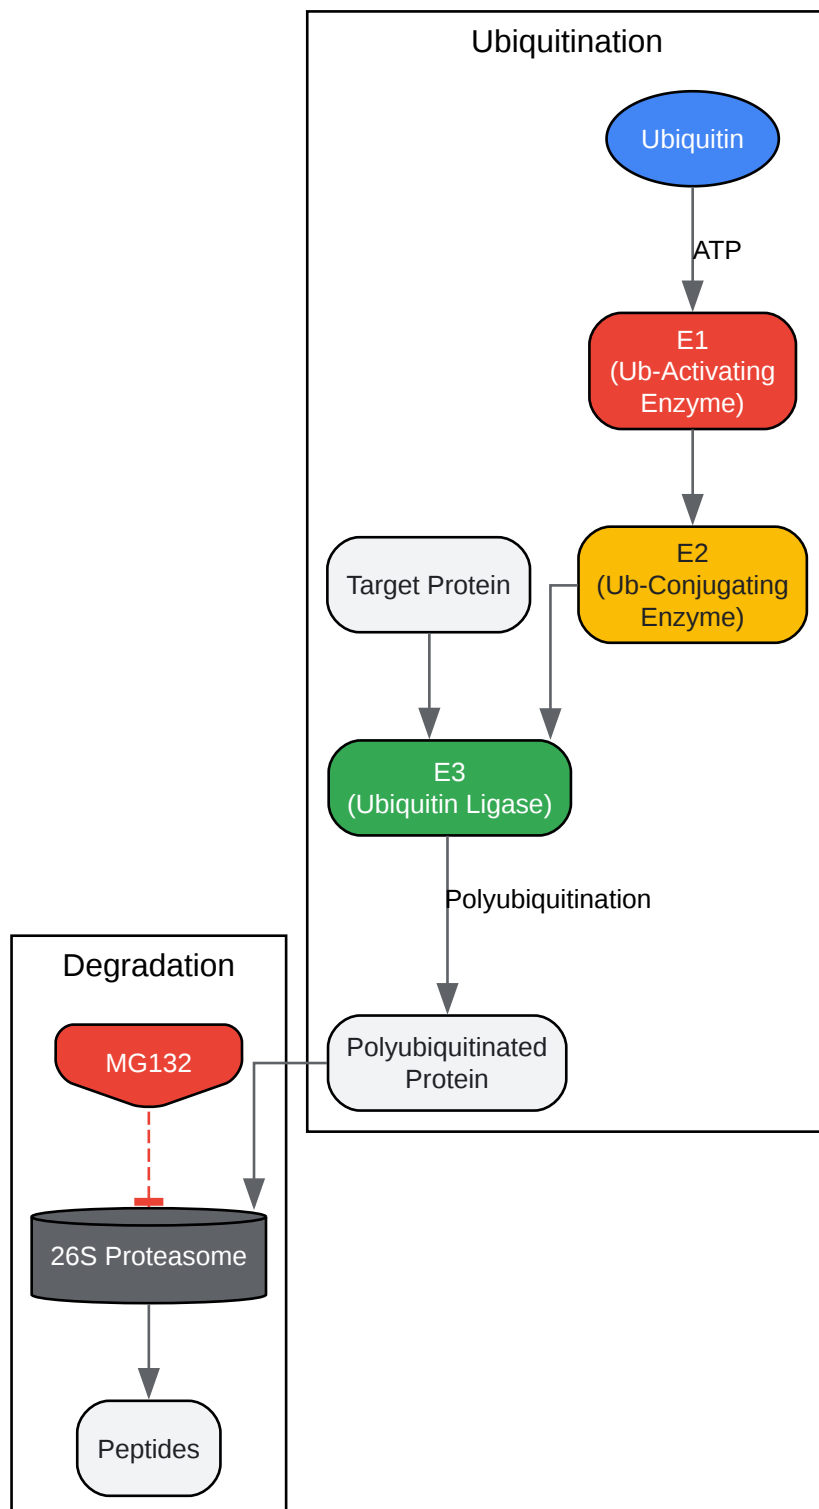 Ubiquitination
Ubiquitin
ATP
E1
(Ub-Activating
Enzyme)
E2
(Ub-Conjugating
Enzyme)
Target Protein
E3
(Ubiquitin Ligase)
Polyubiquitination
Polyubiquitinated
Protein
Degradation
MG132
26S Proteasome
Peptides